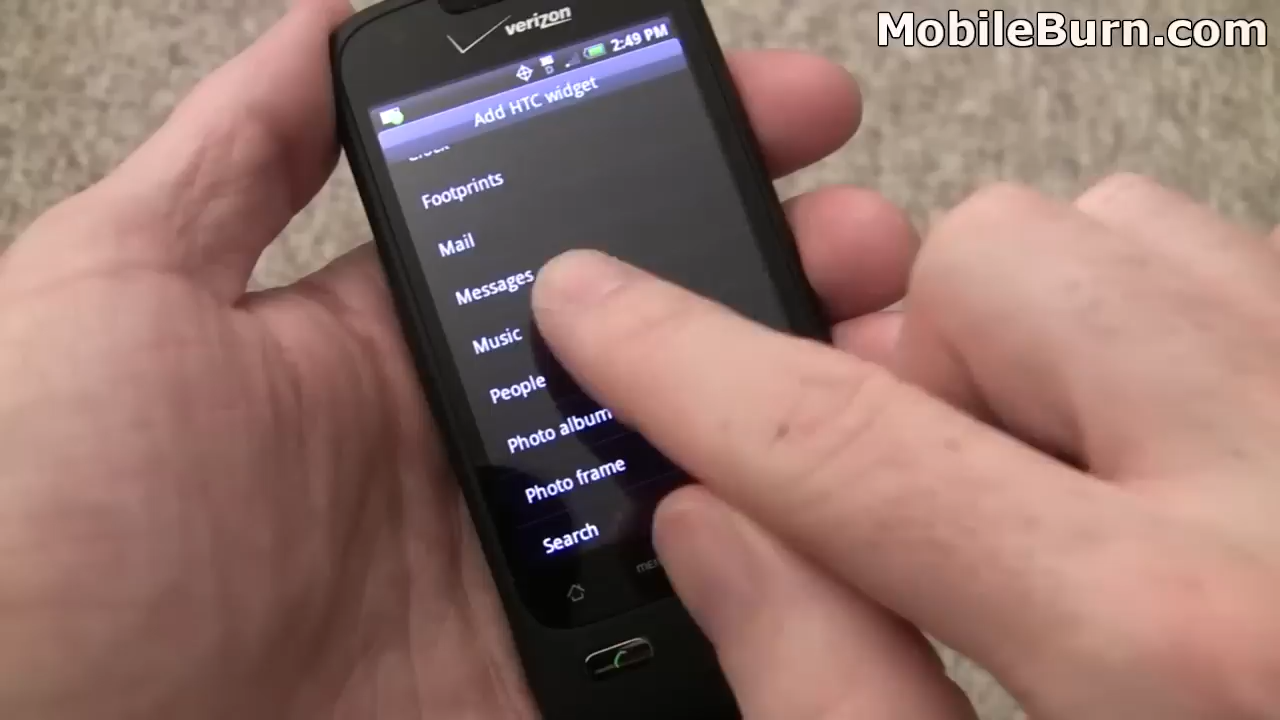 MobileBurn.com
verizon
D
2:49 PM
Add HTC widget
Clock
Footprints
Mail
Messages
Music
People
Photo album
Photo frame
Search